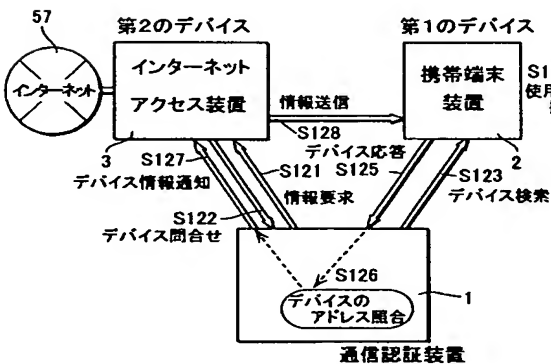 57
第2のデバイス
第1のデバイス
インターネット
インターネット
アクセス装置
3
携帯端末
装置
2
S1
使用
情報送信
S128
S127
デバイス情報通知
S121
情報要求
デバイス応答
S125
S123
デバイス検索
S122
デバイス問合せ
S126
デバイスの
アドレス照合
1
通信認証装置